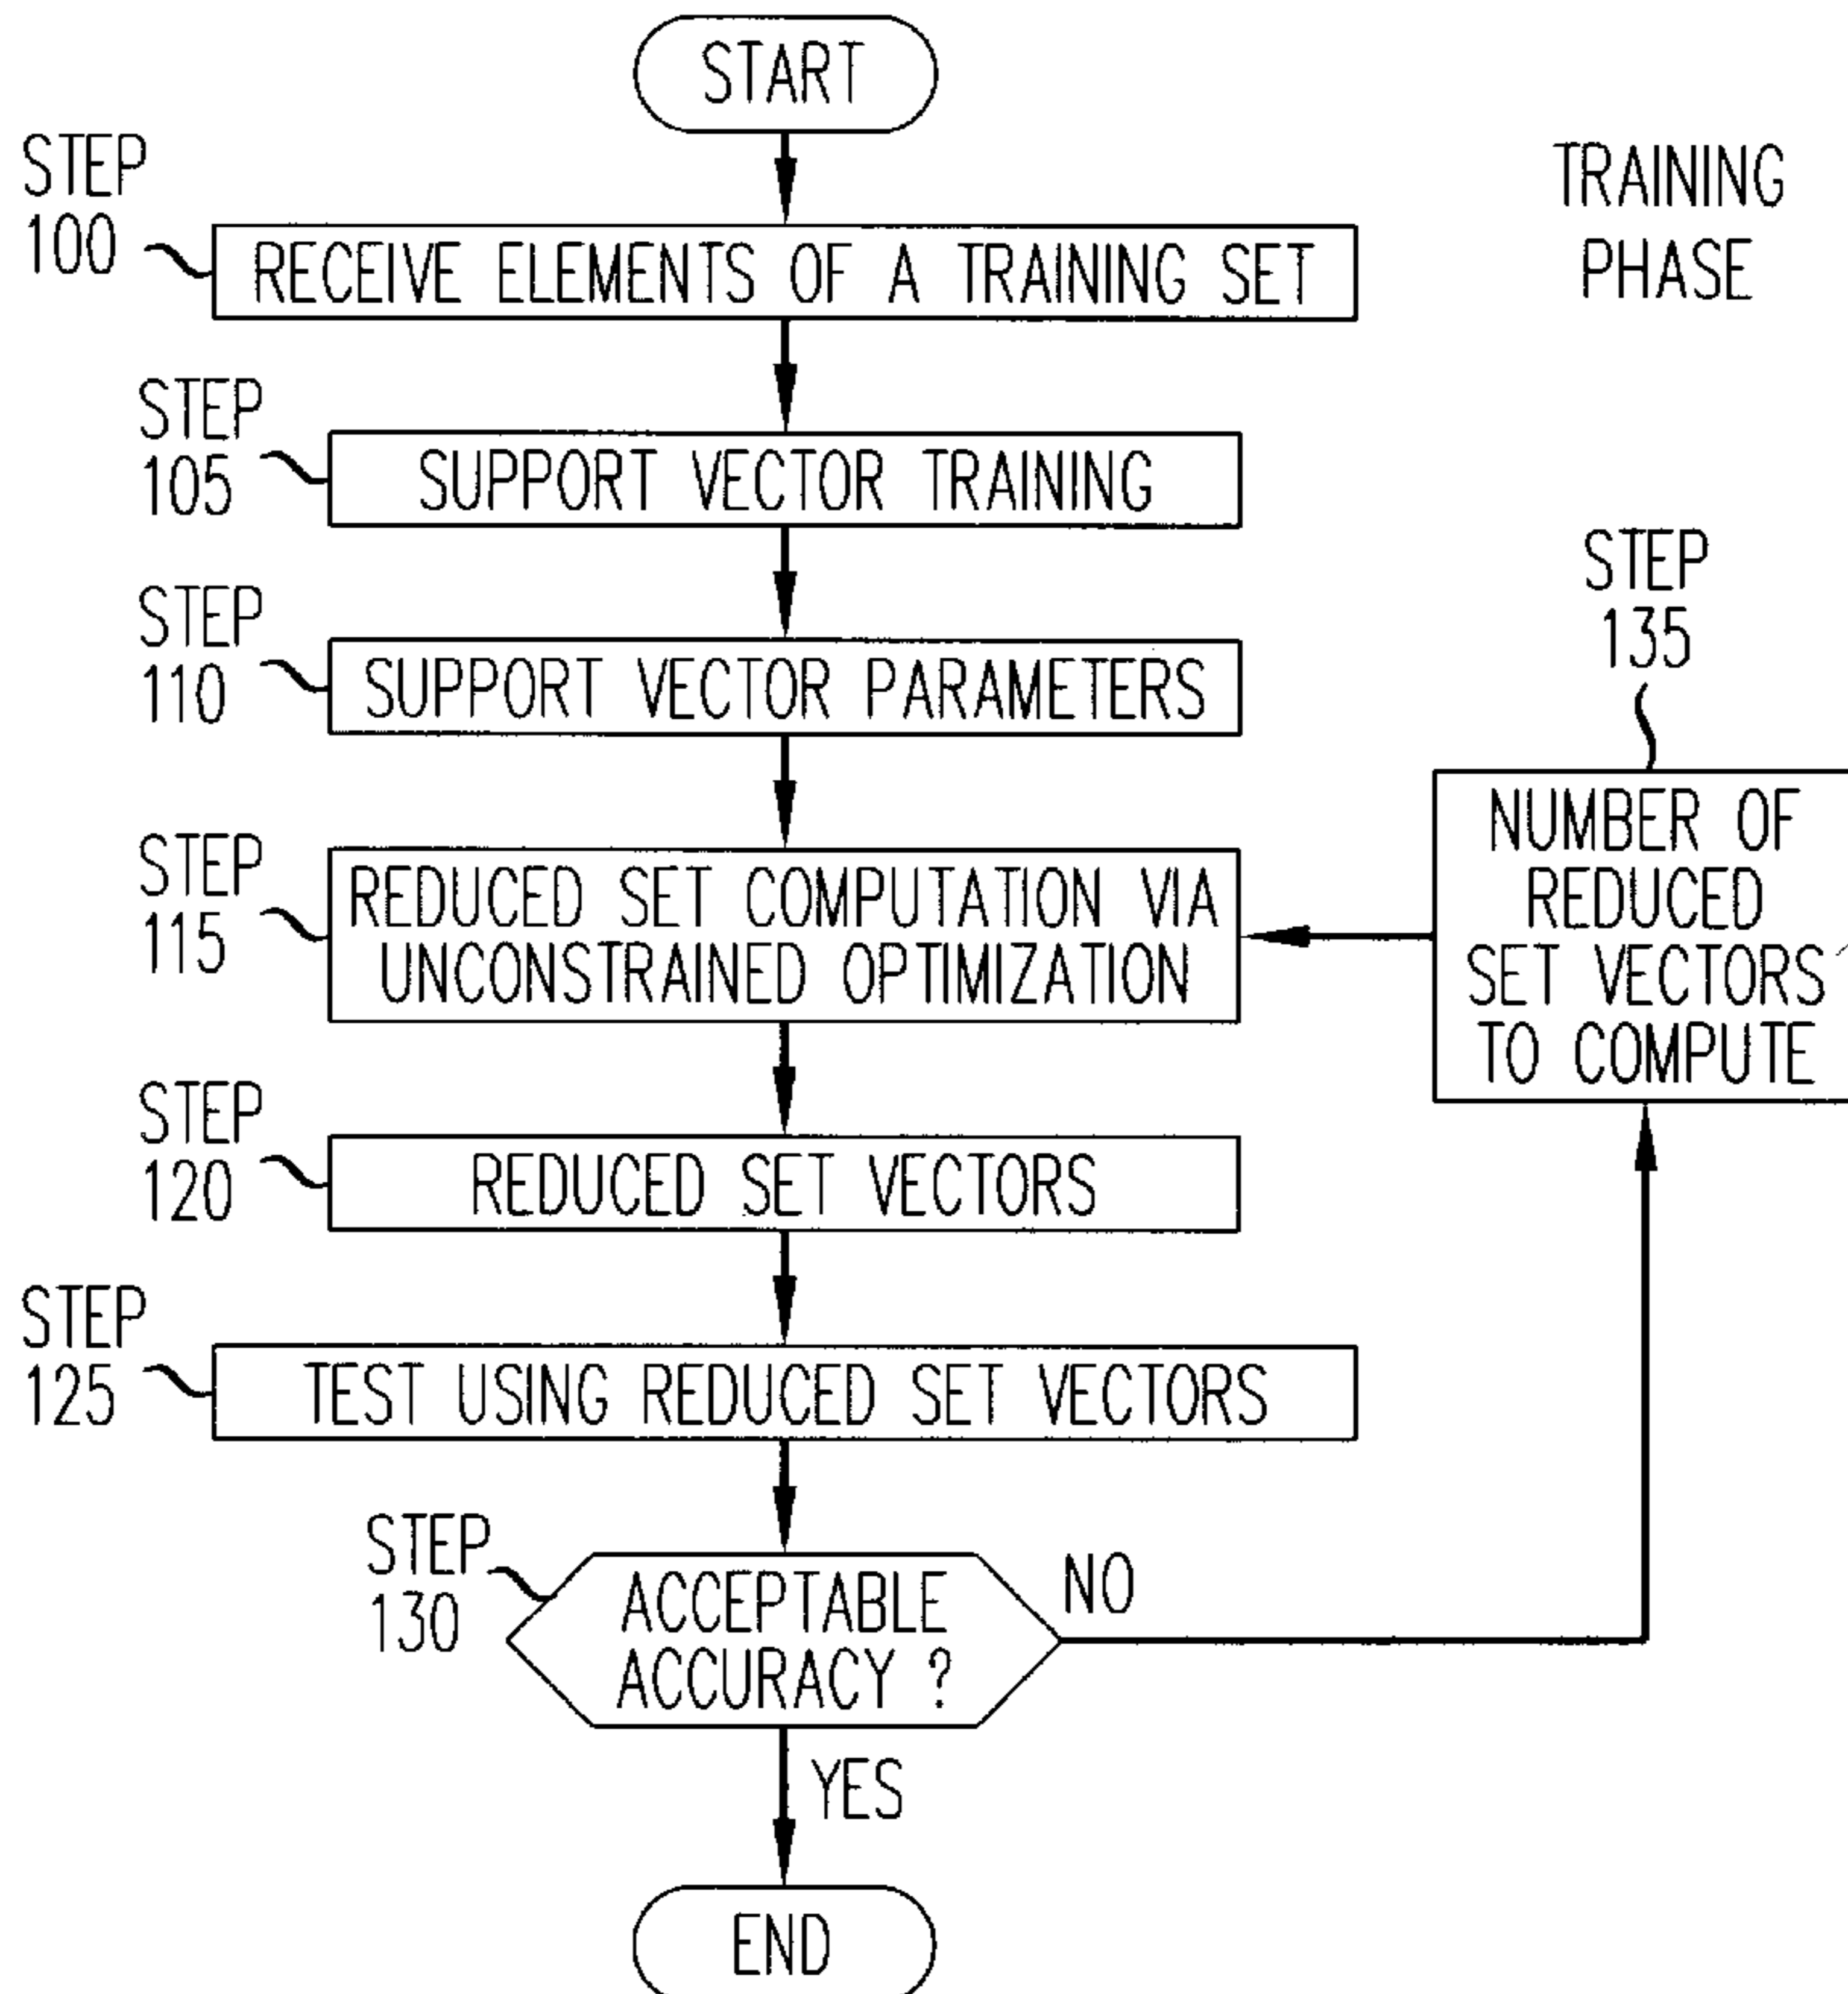 START
STEP
100
RECEIVE ELEMENTS OF A TRAINING SET
TRAINING
PHASE
STEP
105
SUPPORT VECTOR TRAINING
STEP
110
SUPPORT VECTOR PARAMETERS
STEP
135
NUMBER OF
REDUCED
SET VECTORS
TO COMPUTE
STEP
115
REDUCED SET COMPUTATION VIA
UNCONSTRAINED OPTIMIZATION
STEP
120
REDUCED SET VECTORS
STEP
125
TEST USING REDUCED SET VECTORS
STEP
130
ACCEPTABLE
ACCURACY ?
NO
YES
END